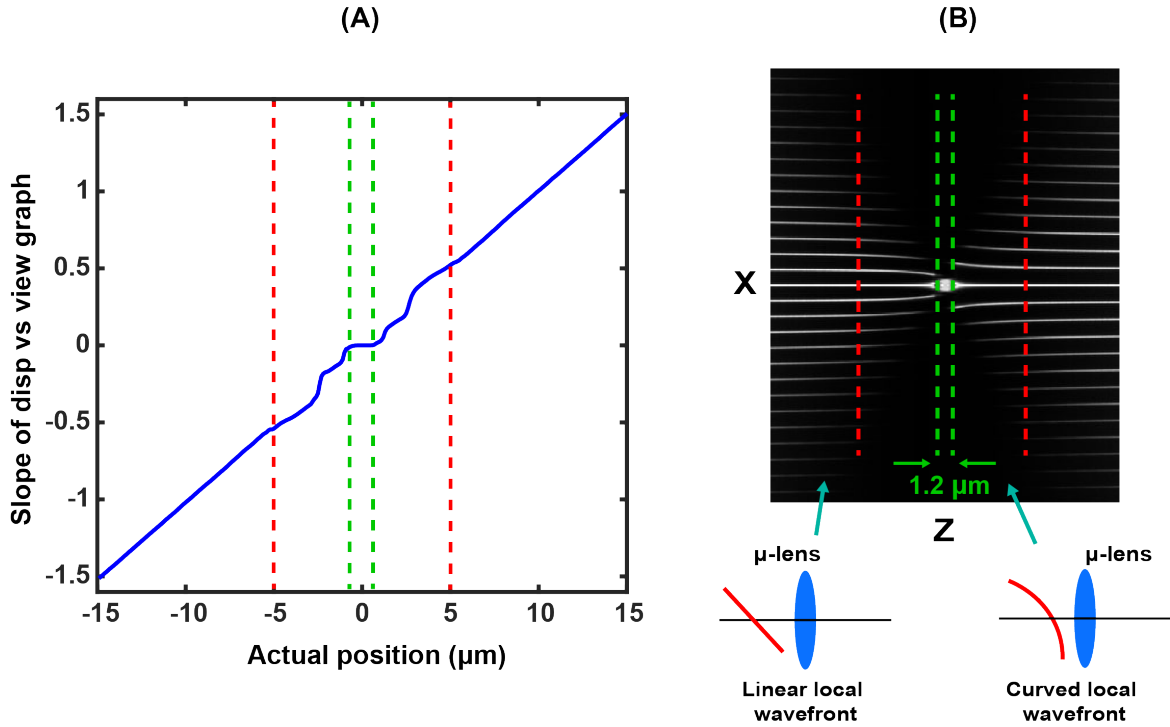 (A)
(B)
1.5
1
0.5
0
-0.5
-1
-1.5
-15
-10
-5
0
5
10
15
Slope of disp vs view graph
Actual position (µm)
X
1.2 µm
Z
µ-lens
µ-lens
Linear local
wavefront
Curved local
wavefront